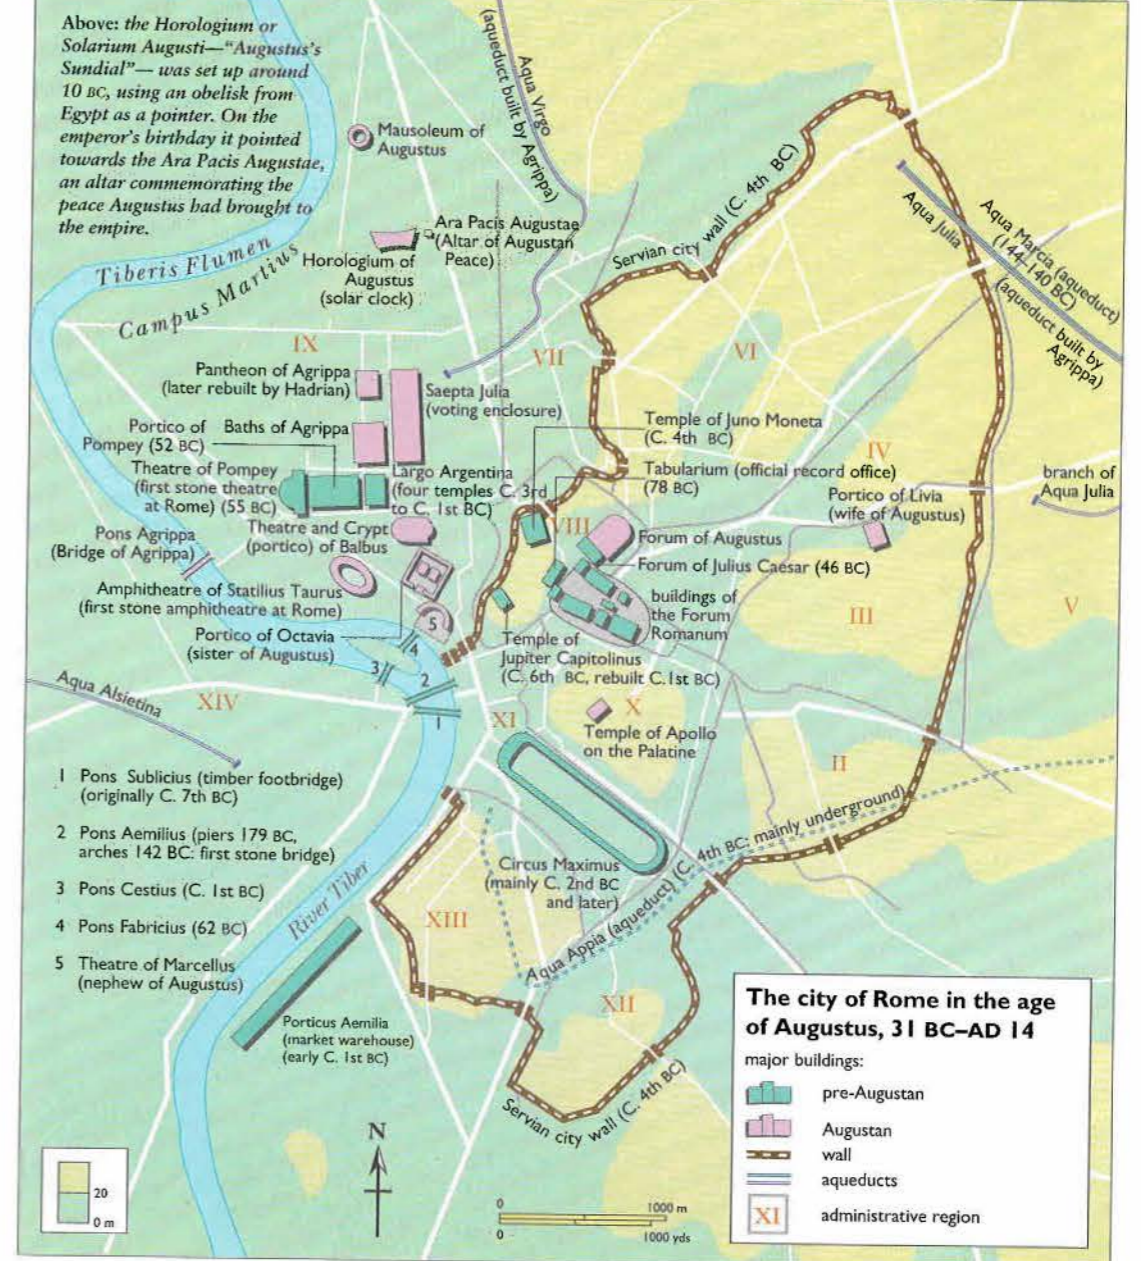 Above: the Horologium or
Solarium Augusti—"Augustus's
Sundial"— was set up around
10 BC, using an obelisk from
Egypt as a pointer. On the
emperor's birthday it pointed
towards the Ara Pacis Augustae,
an altar commemorating the
peace Augustus had brought to
the empire.
Aqua Virgo
(aqueduct built by Agrippa)
Mausoleum of
Augustus
Ara Pacis Augustae
(Altar of Augustan
Peace)
Horologium of
Augustus
(solar clock)
Tiberis Flumen
Campus Martius
Servian city wall (C. 4th BC)
Aqua Julia
(aqueduct built by
Agrippa)
Aqua Marcia (aqueduct)
(144–140 BC)
IX
VII
VI
Pantheon of Agrippa
(later rebuilt by Hadrian)
Saepta Julia
(voting enclosure)
Portico of
Pompey (52 BC)
Baths of Agrippa
Temple of Juno Moneta
(C. 4th BC)
IV
Theatre of Pompey
(first stone theatre
at Rome) (55 BC)
Largo Argentina
(four temples C. 3rd
to C. 1st BC)
Tabularium (official record office)
(78 BC)
branch of
Aqua Julia
Portico of Livia
(wife of Augustus)
VIII
Pons Agrippa
(Bridge of Agrippa)
Theatre and Crypt
(portico) of Balbus
Forum of Augustus
Forum of Julius Caesar (46 BC)
Amphitheatre of Statilius Taurus
(first stone amphitheatre at Rome)
buildings of
the Forum
Romanum
III
V
5
Portico of Octavia
(sister of Augustus)
4
3
2
1
Temple of
Jupiter Capitolinus
(C. 6th BC, rebuilt C.1st BC)
Aqua Alsietina
XIV
XI
X
Temple of Apollo
on the Palatine
II
1 Pons Sublicius (timber footbridge)
(originally C. 7th BC)
2 Pons Aemilius (piers 179 BC,
arches 142 BC: first stone bridge)
3 Pons Cestius (C. 1st BC)
4 Pons Fabricius (62 BC)
5 Theatre of Marcellus
(nephew of Augustus)
River Tiber
Circus Maximus
(mainly C. 2nd BC
and later)
Aqua Appia (aqueduct) (C. 4th BC: mainly underground)
XIII
XII
Porticus Aemilia
(market warehouse)
(early C. 1st BC)
Servian city wall (C. 4th BC)
N
20
0 m
0 1000 m
0 1000 yds
The city of Rome in the age
of Augustus, 31 BC–AD 14
major buildings:
pre-Augustan
Augustan
wall
aqueducts
XI administrative region